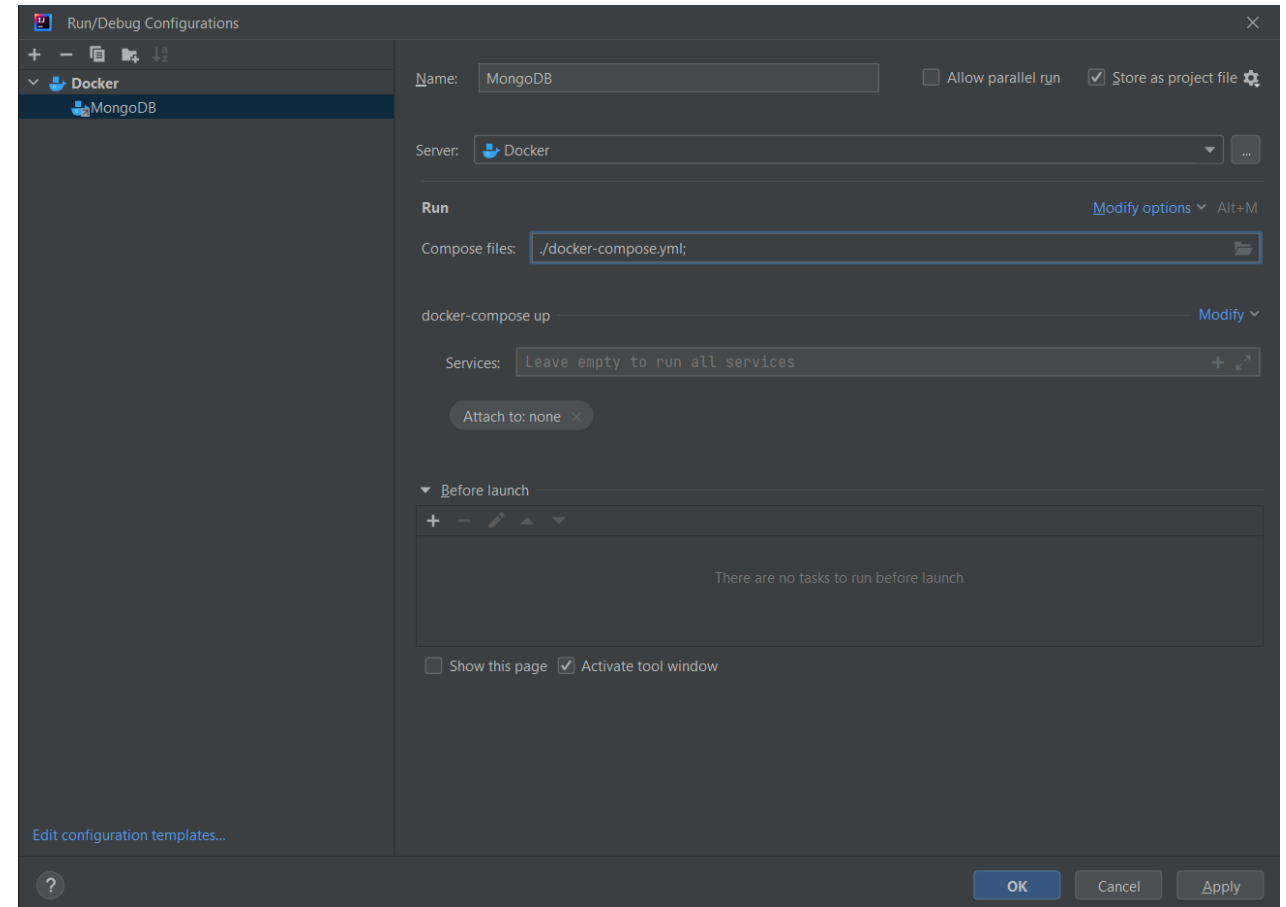 Run/Debug Configurations
Docker
MongoDB
Name: MongoDB Allow parallel run Store as project file
Server: Docker ...
Run Modify options Alt+M
Compose files: ./docker-compose.yml;
docker-compose up Modify
Services: Leave empty to run all services
Attach to: none
Before launch
There are no tasks to run before launch
Show this page Activate tool window
Edit configuration templates...
? OK Cancel Apply